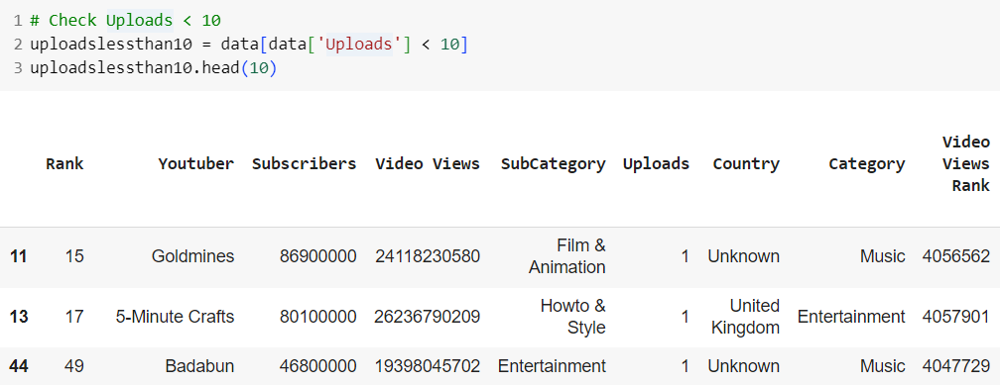 1 # Check Uploads < 10
2 uploadslessthan10 = data[data['Uploads'] < 10]
3 uploadslessthan10.head(10)
Rank Youtuber Subscribers Video Views SubCategory Uploads Country Category Video Views Rank
11 15 Goldmines 86900000 24118230580 Film & Animation 1 Unknown Music 4056562
13 17 5-Minute Crafts 80100000 26236790209 Howto & Style 1 United Kingdom Entertainment 4057901
44 49 Badabun 46800000 19398045702 Entertainment 1 Unknown Music 4047729